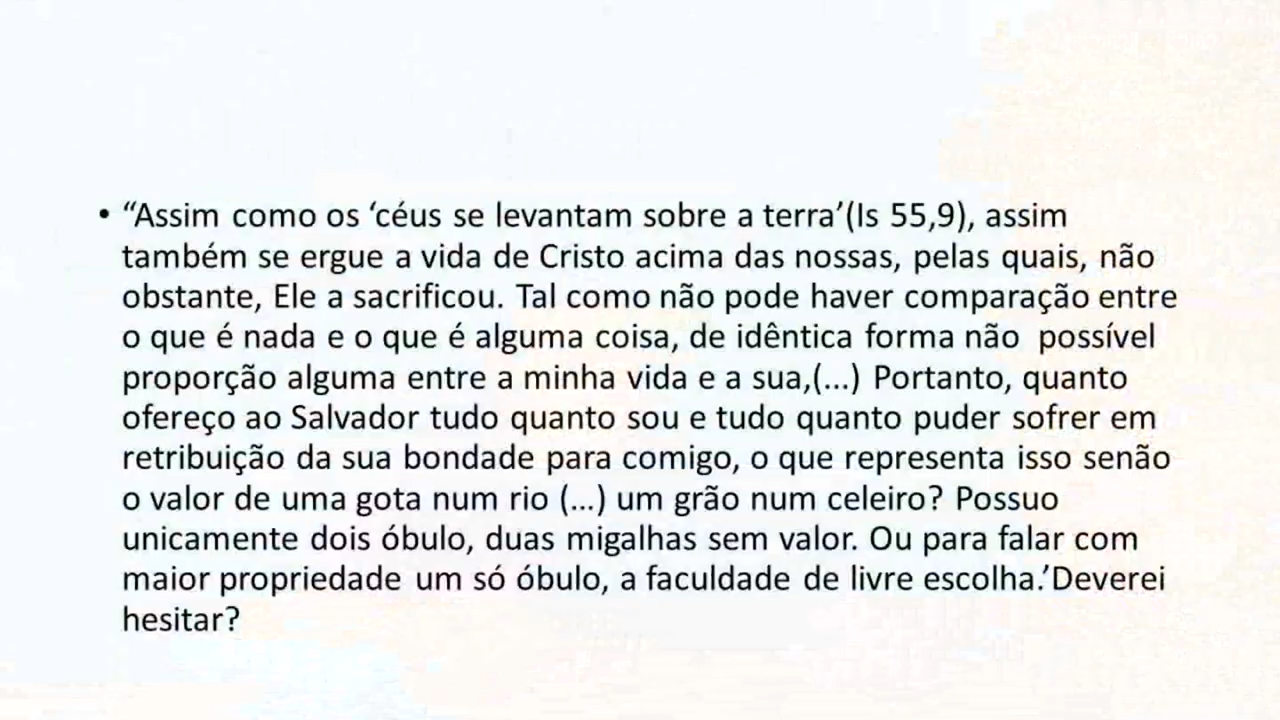 • “Assim como os ‘céus se levantam sobre a terra’(Is 55,9), assim
também se ergue a vida de Cristo acima das nossas, pelas quais, não
obstante, Ele a sacrificou. Tal como não pode haver comparação entre
o que é nada e o que é alguma coisa, de idêntica forma não possível
proporção alguma entre a minha vida e a sua,(...) Portanto, quanto
ofereço ao Salvador tudo quanto sou e tudo quanto puder sofrer em
retribuição da sua bondade para comigo, o que representa isso senão
o valor de uma gota num rio (...) um grão num celeiro? Possuo
unicamente dois óbulo, duas migalhas sem valor. Ou para falar com
maior propriedade um só óbulo, a faculdade de livre escolha.’Deverei
hesitar?